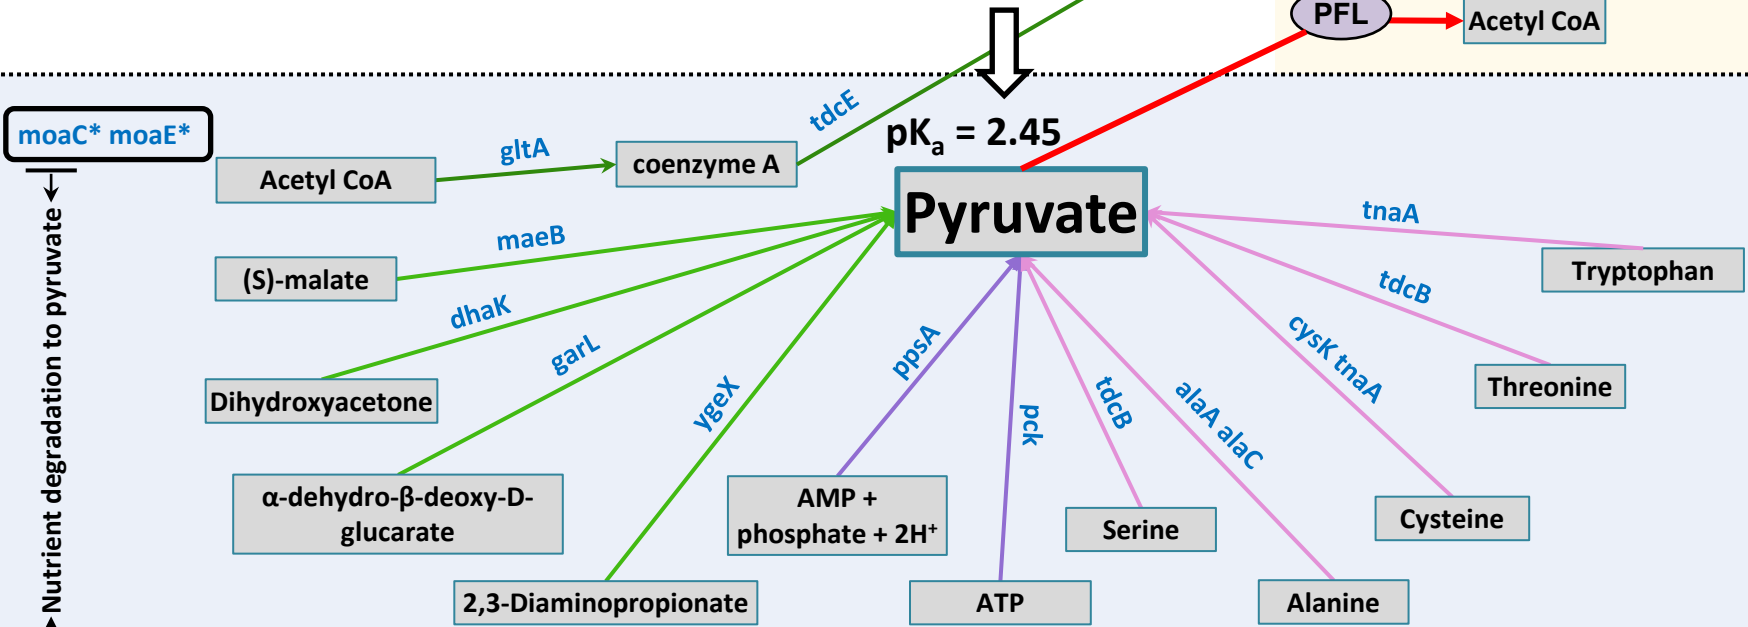 PFL
Acetyl CoA
moaC* moaE*
gltA
tdcE
pKa = 2.45
Acetyl CoA
coenzyme A
Pyruvate
maeB
tnaA
(S)-malate
Tryptophan
dhaK
tdcB
garL
cysK tnaA
ppsA
Dihydroxyacetone
Threonine
ygeX
pck
tdcB
alaA alaC
α-dehydro-β-deoxy-D-
glucarate
AMP +
phosphate + 2H⁺
Serine
Cysteine
2,3-Diaminopropionate
ATP
Alanine
Nutrient degradation to pyruvate